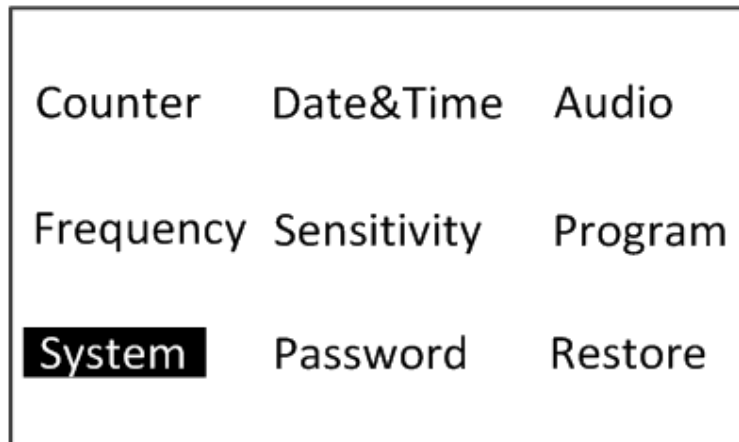 Counter Date&Time Audio
Frequency Sensitivity Program
System Password Restore